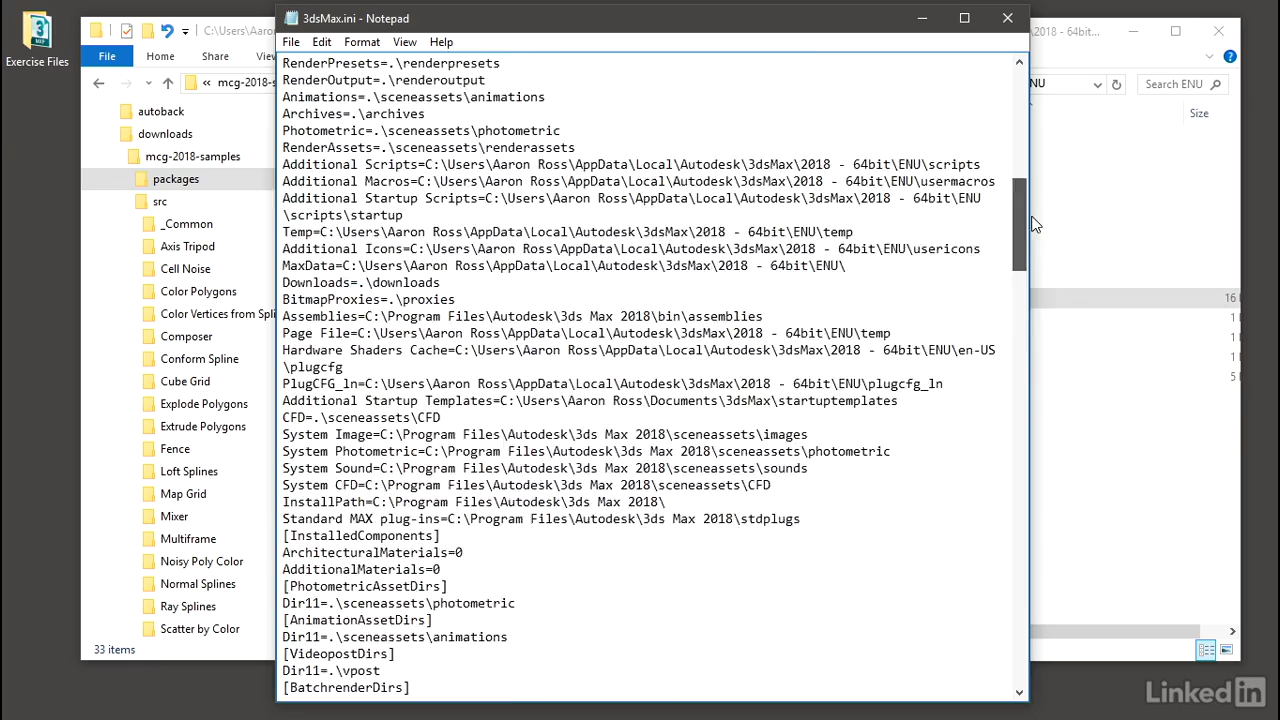 Exercise Files
C:\Users\Aaron
2018 - 64bit...
File
Home
Share
« mcg-2018-s
ENU
Search ENU
Size
autoback
downloads
mcg-2018-samples
packages
src
_Common
Axis Tripod
Cell Noise
Color Polygons
Color Vertices from
Composer
Conform Spline
Cube Grid
Explode Polygons
Extrude Polygons
Fence
Loft Splines
Map Grid
Mixer
Multiframe
Noisy Poly Color
Normal Splines
Ray Splines
Scatter by Color
33 items
16
1
1
1
5
3dsMax.ini - Notepad
File Edit Format View Help
RenderPresets=.\renderpresets
RenderOutput=.\renderoutput
Animations=.\sceneassets\animations
Archives=.\archives
Photometric=.\sceneassets\photometric
RenderAssets=.\sceneassets\renderassets
Additional Scripts=C:\Users\Aaron Ross\AppData\Local\Autodesk\3dsMax\2018 - 64bit\ENU\scripts
Additional Macros=C:\Users\Aaron Ross\AppData\Local\Autodesk\3dsMax\2018 - 64bit\ENU\usermacros
Additional Startup Scripts=C:\Users\Aaron Ross\AppData\Local\Autodesk\3dsMax\2018 - 64bit\ENU
\scripts\startup
Temp=C:\Users\Aaron Ross\AppData\Local\Autodesk\3dsMax\2018 - 64bit\ENU\temp
Additional Icons=C:\Users\Aaron Ross\AppData\Local\Autodesk\3dsMax\2018 - 64bit\ENU\usericons
MaxData=C:\Users\Aaron Ross\AppData\Local\Autodesk\3dsMax\2018 - 64bit\ENU\
Downloads=.\downloads
BitmapProxies=.\proxies
Assemblies=C:\Program Files\Autodesk\3ds Max 2018\bin\assemblies
Page File=C:\Users\Aaron Ross\AppData\Local\Autodesk\3dsMax\2018 - 64bit\ENU\temp
Hardware Shaders Cache=C:\Users\Aaron Ross\AppData\Local\Autodesk\3dsMax\2018 - 64bit\ENU\en-US
\plugcfg
PlugCFG_ln=C:\Users\Aaron Ross\AppData\Local\Autodesk\3dsMax\2018 - 64bit\ENU\plugcfg_ln
Additional Startup Templates=C:\Users\Aaron Ross\Documents\3dsMax\startuptemplates
CFD=.\sceneassets\CFD
System Image=C:\Program Files\Autodesk\3ds Max 2018\sceneassets\images
System Photometric=C:\Program Files\Autodesk\3ds Max 2018\sceneassets\photometric
System Sound=C:\Program Files\Autodesk\3ds Max 2018\sceneassets\sounds
System CFD=C:\Program Files\Autodesk\3ds Max 2018\sceneassets\CFD
InstallPath=C:\Program Files\Autodesk\3ds Max 2018\
Standard MAX plug-ins=C:\Program Files\Autodesk\3ds Max 2018\stdplugs
[InstalledComponents]
ArchitecturalMaterials=0
AdditionalMaterials=0
[PhotometricAssetDirs]
Dir11=.\sceneassets\photometric
[AnimationAssetDirs]
Dir11=.\sceneassets\animations
[VideopostDirs]
Dir11=.\vpost
[BatchrenderDirs]
LinkedIn